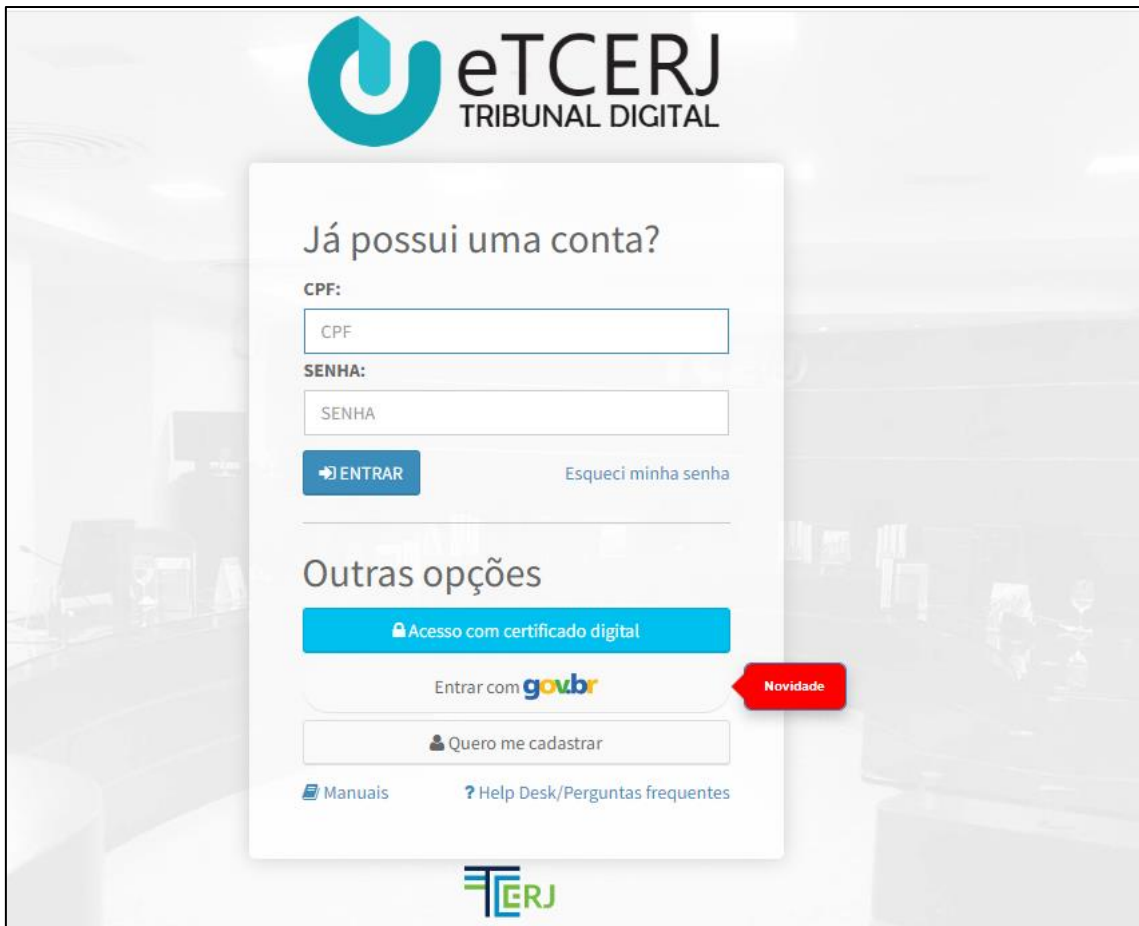 eTCERJ
TRIBUNAL DIGITAL
Já possui uma conta?
CPF:
CPF
SENHA:
SENHA
ENTRAR
Esqueci minha senha
Outras opções
Acesso com certificado digital
Entrar com gov.br
Novidade
Quero me cadastrar
Manuais
? Help Desk/Perguntas frequentes
TCERJ